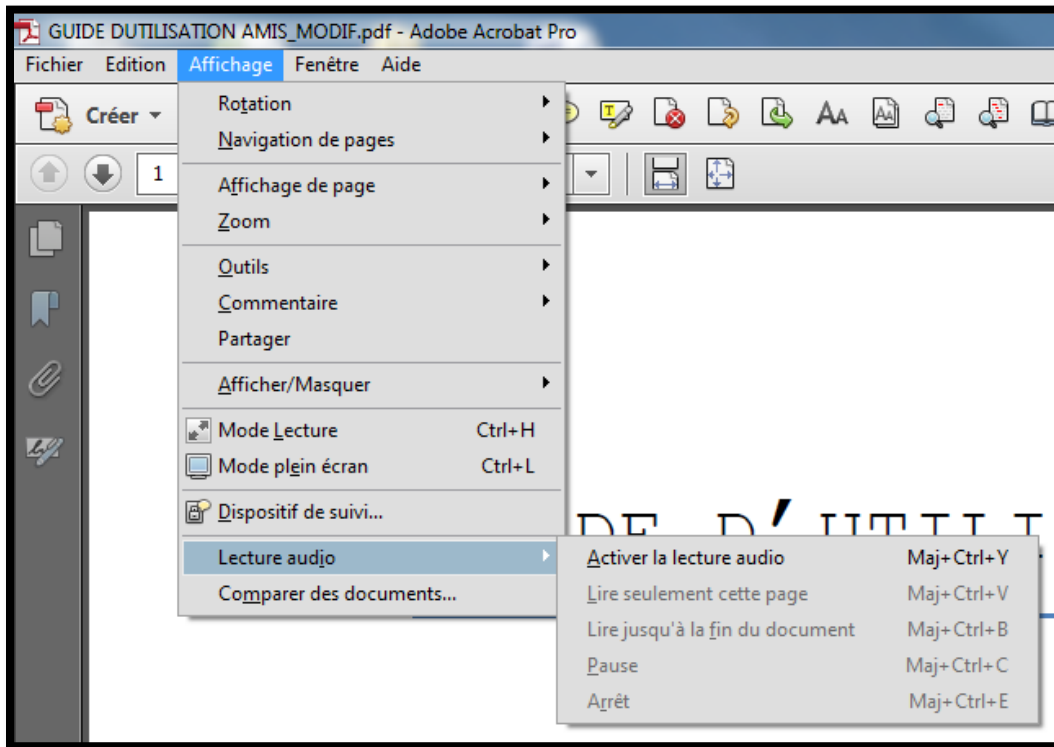 GUIDE DUTILISATION AMIS_MODIF.pdf - Adobe Acrobat Pro
Fichier Edition Affichage Fenêtre Aide
Créer
1
Rotation
Navigation de pages
Affichage de page
Zoom
Outils
Commentaire
Partager
Afficher/Masquer
Mode Lecture Ctrl+H
Mode plein écran Ctrl+L
Dispositif de suivi...
Lecture audio
Comparer des documents...
DE D'UTILI
Activer la lecture audio Maj+Ctrl+Y
Lire seulement cette page Maj+Ctrl+V
Lire jusqu'à la fin du document Maj+Ctrl+B
Pause Maj+Ctrl+C
Arrêt Maj+Ctrl+E